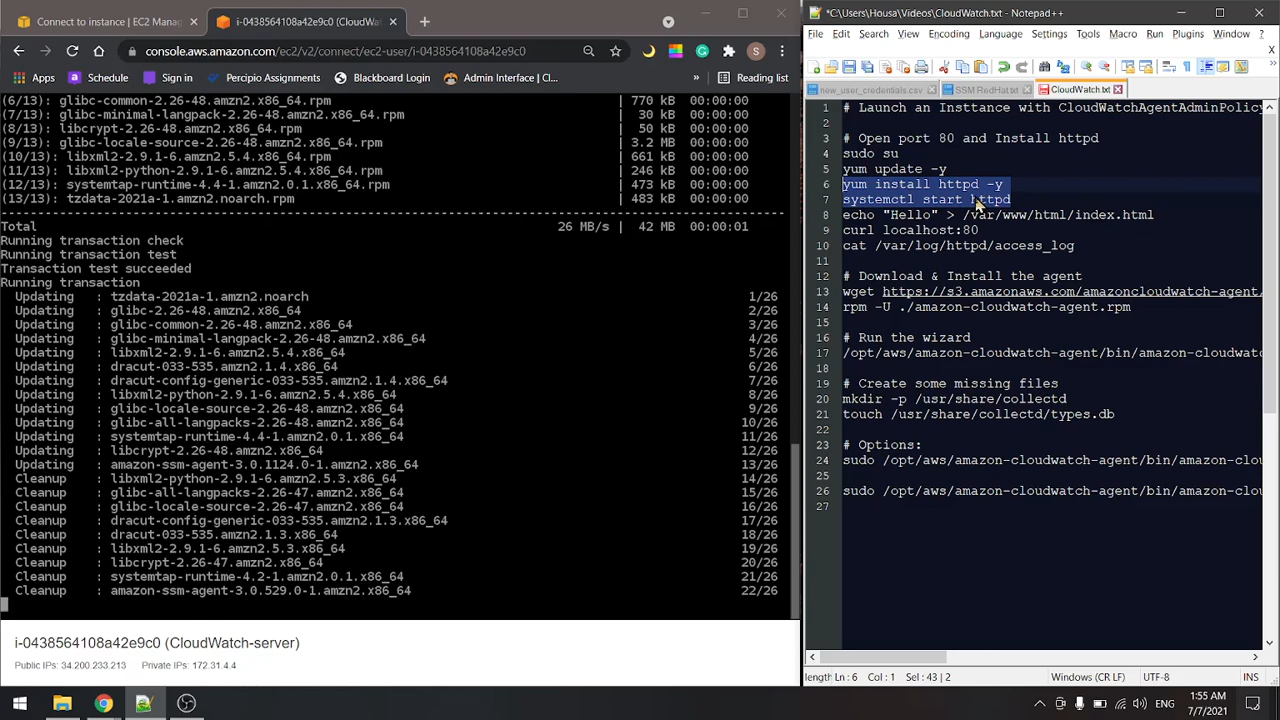 Connect to instance | EC2 Mana
i-0438564108a42e9c0 (CloudWatc
console.aws.amazon.com/ec2/v2/connect/ec2-user/i-0438564108a42e9c0
S
Apps
Schedule
Sign in
Percipio Assignments
Blackboard Login
Admin Interface | Cl...
»
Reading list
(6/13): glibc-common-2.26-48.amzn2.x86_64.rpm | 770 kB 00:00:00
(7/13): glibc-minimal-langpack-2.26-48.amzn2.x86_64.rpm | 30 kB 00:00:00
(8/13): libcrypt-2.26-48.amzn2.x86_64.rpm | 50 kB 00:00:00
(9/13): glibc-locale-source-2.26-48.amzn2.x86_64.rpm | 3.2 MB 00:00:00
(10/13): libxml2-2.9.1-6.amzn2.5.4.x86_64.rpm | 661 kB 00:00:00
(11/13): libxml2-python-2.9.1-6.amzn2.5.4.x86_64.rpm | 246 kB 00:00:00
(12/13): systemtap-runtime-4.4-1.amzn2.0.1.x86_64.rpm | 473 kB 00:00:00
(13/13): tzdata-2021a-1.amzn2.noarch.rpm | 483 kB 00:00:00
Total 26 MB/s | 42 MB 00:00:01
Running transaction check
Running transaction test
Transaction test succeeded
Running transaction
Updating : tzdata-2021a-1.amzn2.noarch 1/26
Updating : glibc-2.26-48.amzn2.x86_64 2/26
Updating : glibc-common-2.26-48.amzn2.x86_64 3/26
Updating : glibc-minimal-langpack-2.26-48.amzn2.x86_64 4/26
Updating : libxml2-2.9.1-6.amzn2.5.4.x86_64 5/26
Updating : dracut-033-535.amzn2.1.4.x86_64 6/26
Updating : dracut-config-generic-033-535.amzn2.1.4.x86_64 7/26
Updating : libxml2-python-2.9.1-6.amzn2.5.4.x86_64 8/26
Updating : glibc-locale-source-2.26-48.amzn2.x86_64 9/26
Updating : glibc-all-langpacks-2.26-48.amzn2.x86_64 10/26
Updating : systemtap-runtime-4.4-1.amzn2.0.1.x86_64 11/26
Updating : libcrypt-2.26-48.amzn2.x86_64 12/26
Updating : amazon-ssm-agent-3.0.1124.0-1.amzn2.x86_64 13/26
Cleanup : libxml2-python-2.9.1-6.amzn2.5.3.x86_64 14/26
Cleanup : glibc-all-langpacks-2.26-47.amzn2.x86_64 15/26
Cleanup : glibc-locale-source-2.26-47.amzn2.x86_64 16/26
Cleanup : dracut-config-generic-033-535.amzn2.1.3.x86_64 17/26
Cleanup : dracut-033-535.amzn2.1.3.x86_64 18/26
Cleanup : libxml2-2.9.1-6.amzn2.5.3.x86_64 19/26
Cleanup : libcrypt-2.26-47.amzn2.x86_64 20/26
Cleanup : systemtap-runtime-4.2-1.amzn2.0.1.x86_64 21/26
Cleanup : amazon-ssm-agent-3.0.529.0-1.amzn2.x86_64 22/26
i-0438564108a42e9c0 (CloudWatch-server)
Public IPs: 34.200.233.213 Private IPs: 172.31.4.4
*C:\Users\Housa\Videos\CloudWatch.txt - Notepad++
File Edit Search View Encoding Language Settings Tools Macro Run Plugins Window ?
X
new_user_credentials.csv
SSM RedHat.txt
CloudWatch.txt
1 # Launch an Insttance with CloudWatchAgentAdminPolicy
2
3 # Open port 80 and Install httpd
4 sudo su
5 yum update -y
6 yum install httpd -y
7 systemctl start httpd
8 echo "Hello" > /var/www/html/index.html
9 curl localhost:80
10 cat /var/log/httpd/access_log
11
12 # Download & Install the agent
13 wget https://s3.amazonaws.com/amazoncloudwatch-agent/
14 rpm -U ./amazon-cloudwatch-agent.rpm
15
16 # Run the wizard
17 /opt/aws/amazon-cloudwatch-agent/bin/amazon-cloudwatc
18
19 # Create some missing files
20 mkdir -p /usr/share/collectd
21 touch /usr/share/collectd/types.db
22
23 # Options:
24 sudo /opt/aws/amazon-cloudwatch-agent/bin/amazon-clou
25
26 sudo /opt/aws/amazon-cloudwatch-agent/bin/amazon-clou
27
length Ln : 6 Col : 1 Sel : 43 | 2 Windows (CR LF) UTF-8 INS
ENG
1:55 AM
7/7/2021